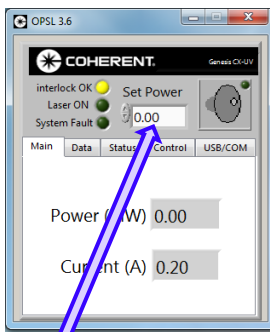 OPSL 3.6
COHERENT.
Genesis CX-UV
interlock OK
Laser ON
System Fault
Set Power
0.00
Main Data Status Control USB/COM
Power (W) 0.00
Current (A) 0.20